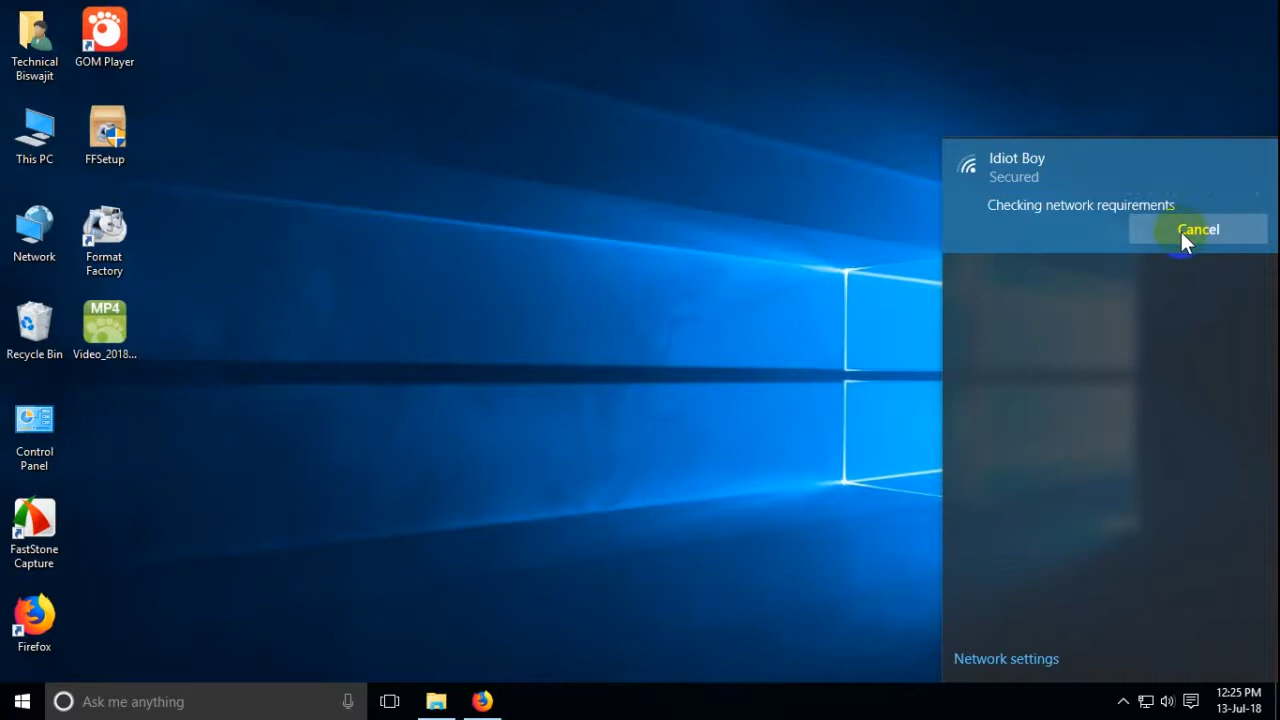 Technical
Biswajit
GOM Player
This PC
FFSetup
Network
Format
Factory
Recycle Bin
MP4
Video_2018...
Control
Panel
FastStone
Capture
Firefox
Idiot Boy
Secured
Checking network requirements
Cancel
Network settings
Ask me anything
12:25 PM
13-Jul-18